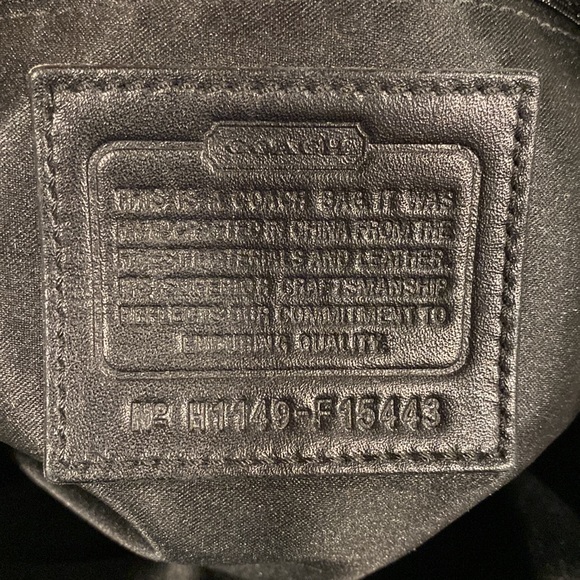 COACH
THIS IS A COACH BAG. IT WAS
HANDCRAFTED IN CHINA FROM THE
FINEST MATERIALS AND LEATHER.
ITS SUPERIOR CRAFTSMANSHIP
REFLECTS OUR COMMITMENT TO
ENDURING QUALITY.
Nº H1149-F15443